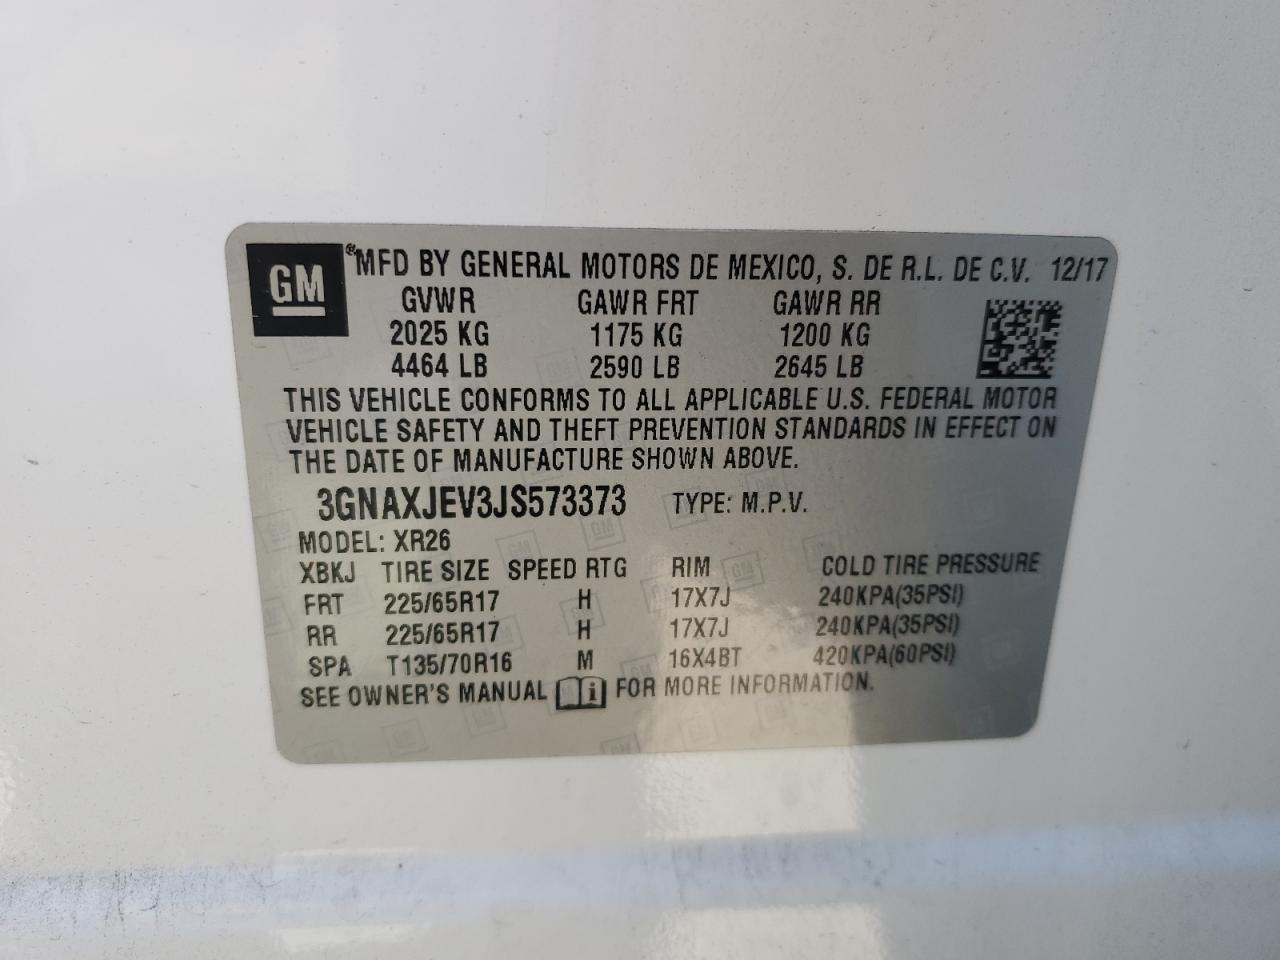 GM ® MFD BY GENERAL MOTORS DE MEXICO, S. DE R.L. DE C.V. 12/17
GVWR GAWR FRT GAWR RR
2025 KG 1175 KG 1200 KG
4464 LB 2590 LB 2645 LB
THIS VEHICLE CONFORMS TO ALL APPLICABLE U.S. FEDERAL MOTOR
VEHICLE SAFETY AND THEFT PREVENTION STANDARDS IN EFFECT ON
THE DATE OF MANUFACTURE SHOWN ABOVE.
3GNAXJEV3JS573373 TYPE: M.P.V.
MODEL: XR26
XBKJ TIRE SIZE SPEED RTG RIM COLD TIRE PRESSURE
FRT 225/65R17 H 17X7J 240KPA(35PSI)
RR 225/65R17 H 17X7J 240KPA(35PSI)
SPA T135/70R16 M 16X4BT 420KPA(60PSI)
SEE OWNER'S MANUAL i FOR MORE INFORMATION.